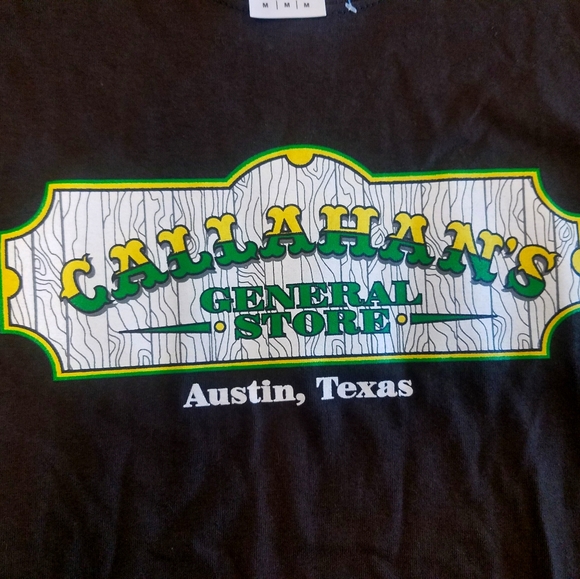 M | M | M
CALLAHAN'S
GENERAL
STORE
Austin, Texas